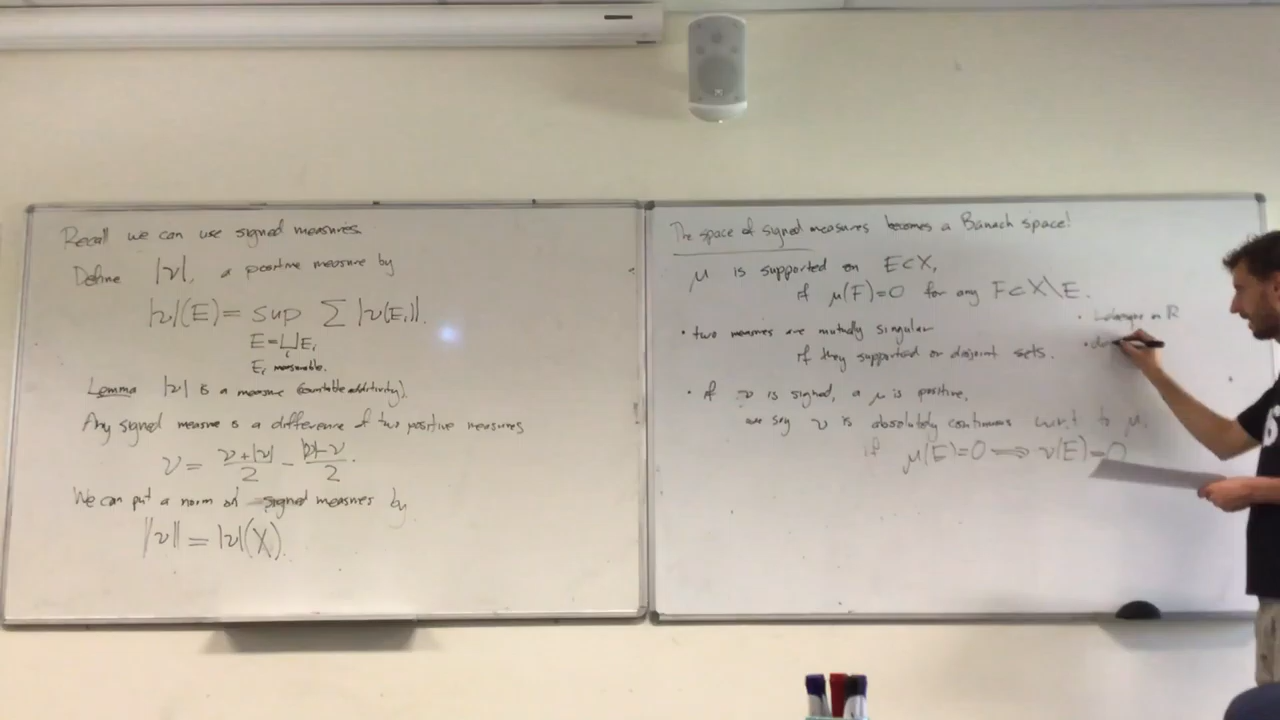 Recall we can use signed measures.
Define |ν|, a positive measure by
|ν|(E) = sup ∑ |ν(Eᵢ)|.
E = ⨆ᵢ Eᵢ
Eᵢ measurable.
Lemma |ν| is a measure (countable additivity).
Any signed measure is a difference of two positive measures
ν = (ν+|ν|)/2 − (|ν|−ν)/2.
We can put a norm on signed measures by
||ν|| = |ν|(X).
The space of signed measures becomes a Banach space!
μ is supported on E⊂X,
if μ(F)=0 for any F⊂X\E.
• two measures are mutually singular
if they supported on disjoint sets.
• Lebesgue on ℝ
•
• if ν is signed, a μ is positive,
we say ν is absolutely continuous w.r.t to μ.
if μ(E)=0 ⟹ ν(E)=0